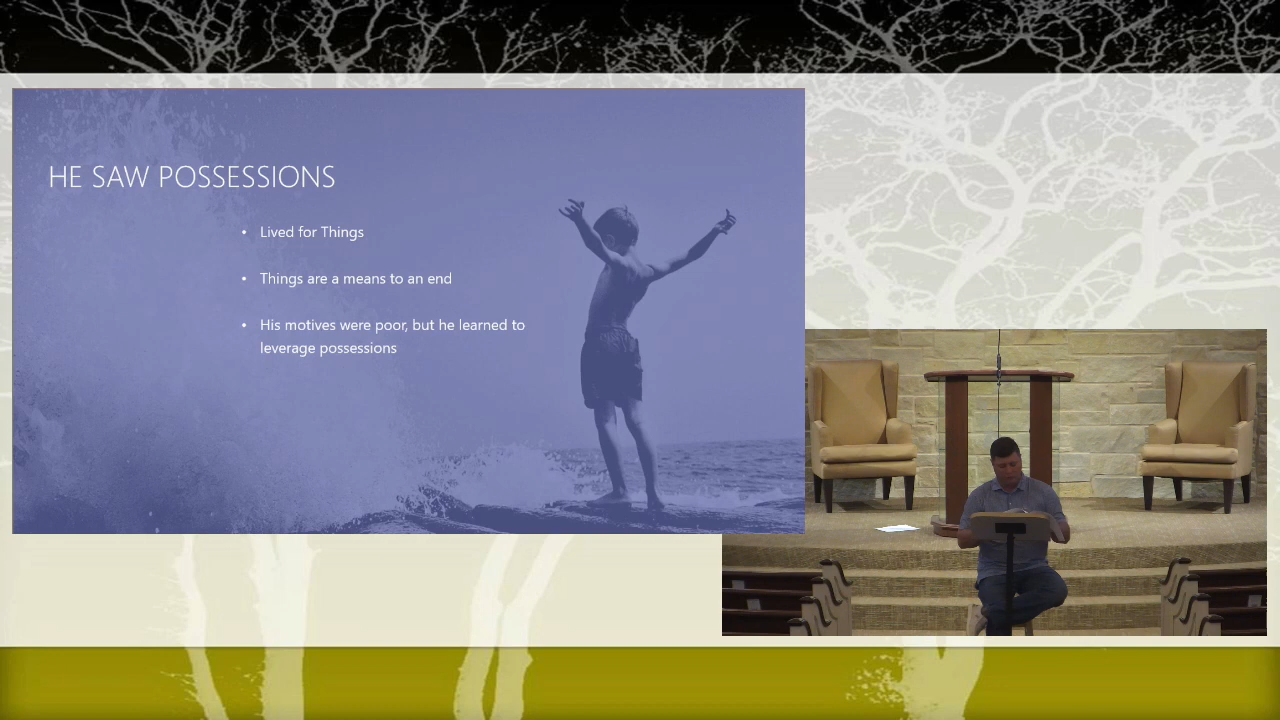 HE SAW POSSESSIONS
• Lived for Things
• Things are a means to an end
• His motives were poor, but he learned to
leverage possessions